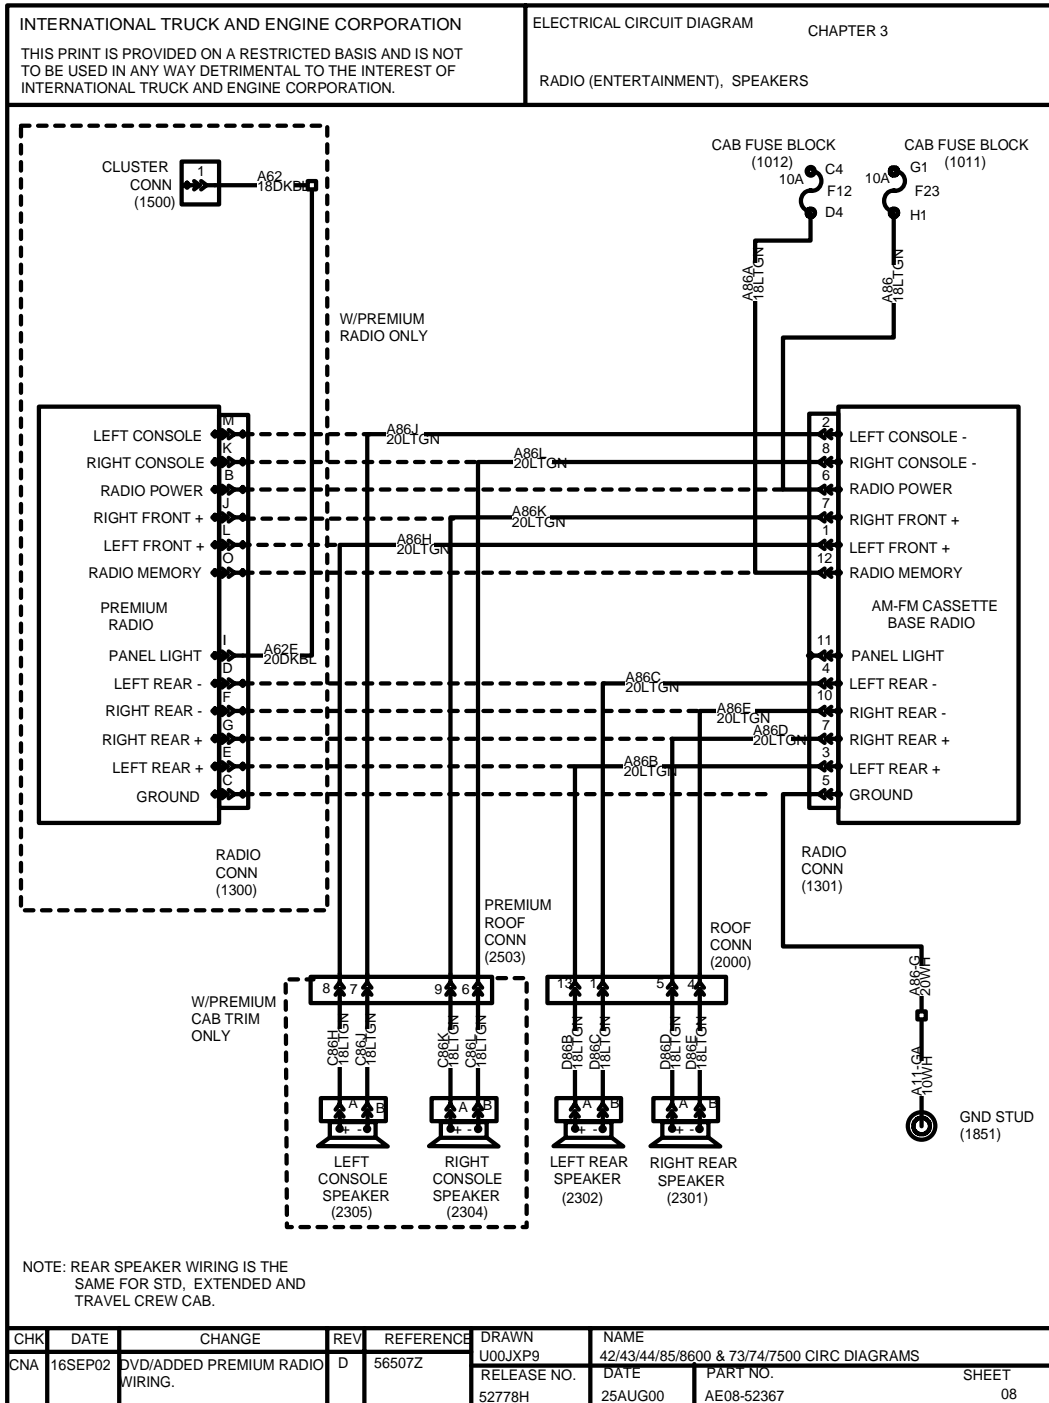 INTERNATIONAL TRUCK AND ENGINE CORPORATION
THIS PRINT IS PROVIDED ON A RESTRICTED BASIS AND IS NOT
TO BE USED IN ANY WAY DETRIMENTAL TO THE INTEREST OF
INTERNATIONAL TRUCK AND ENGINE CORPORATION.
ELECTRICAL CIRCUIT DIAGRAM
CHAPTER 3
RADIO (ENTERTAINMENT), SPEAKERS
CLUSTER
CONN
(1500)
1
A62
18DKBL
W/PREMIUM
RADIO ONLY
CAB FUSE BLOCK
(1012)
10A
C4
F12
D4
CAB FUSE BLOCK
(1011)
10A
G1
F23
H1
A86A
18LTGN
A86
18LTGN
LEFT CONSOLE
RIGHT CONSOLE
RADIO POWER
RIGHT FRONT +
LEFT FRONT +
RADIO MEMORY
PREMIUM
RADIO
PANEL LIGHT
LEFT REAR -
RIGHT REAR -
RIGHT REAR +
LEFT REAR +
GROUND
M
K
B
J
L
O
I
D
F
G
E
C
RADIO
CONN
(1300)
A86J
20LTGN
A86L
20LTGN
A86K
20LTGN
A86H
20LTGN
A62E
20DKBL
A86C
20LTGN
A86E
20LTGN
A86D
20LTGN
A86B
20LTGN
2
8
6
7
1
12
11
4
10
7
3
5
LEFT CONSOLE -
RIGHT CONSOLE -
RADIO POWER
RIGHT FRONT +
LEFT FRONT +
RADIO MEMORY
AM-FM CASSETTE
BASE RADIO
PANEL LIGHT
LEFT REAR -
RIGHT REAR -
RIGHT REAR +
LEFT REAR +
GROUND
RADIO
CONN
(1301)
PREMIUM
ROOF
CONN
(2503)
ROOF
CONN
(2000)
W/PREMIUM
CAB TRIM
ONLY
8 7 9 6
13 1 5 4
C86H
18LTGN
C86J
18LTGN
C86K
18LTGN
C86L
18LTGN
D86B
18LTGN
D86C
18LTGN
D86D
18LTGN
D86E
18LTGN
A B A B A B A B
+ - + - + - + -
LEFT
CONSOLE
SPEAKER
(2305)
RIGHT
CONSOLE
SPEAKER
(2304)
LEFT REAR
SPEAKER
(2302)
RIGHT REAR
SPEAKER
(2301)
A86-G
20WH
A11-GA
10WH
GND STUD
(1851)
NOTE: REAR SPEAKER WIRING IS THE
SAME FOR STD, EXTENDED AND
TRAVEL CREW CAB.
CHK DATE CHANGE REV REFERENCE
CNA 16SEP02 DVD/ADDED PREMIUM RADIO D 56507Z
WIRING.
DRAWN
U00JXP9
NAME
42/43/44/85/8600 & 73/74/7500 CIRC DIAGRAMS
RELEASE NO.
52778H
DATE
25AUG00
PART NO.
AE08-52367
SHEET
08